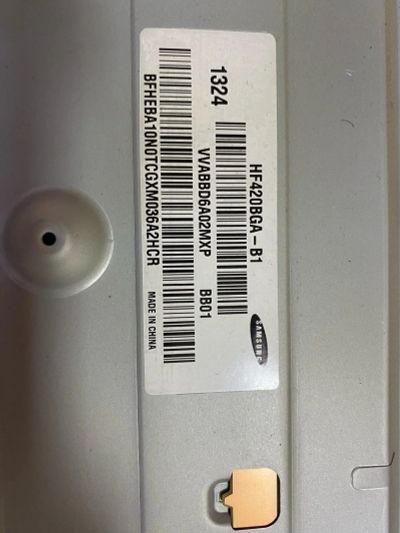 1324
HF420BGA-B1
SAMSUNG
VVABBD6A02MXP BB01
BFHEBA10N0TCGXM036A2HCR MADE IN CHINA